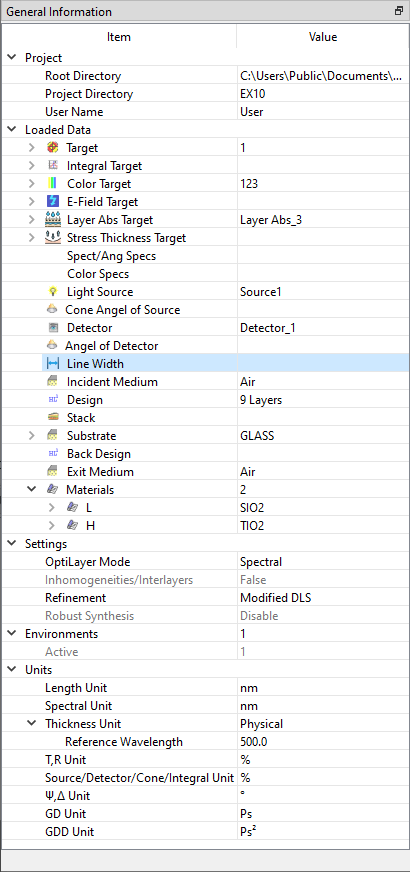 General Information
Item Value
Project
Root Directory C:\Users\Public\Documents\...
Project Directory EX10
User Name User
Loaded Data
Target 1
Integral Target
Color Target 123
E-Field Target
Layer Abs Target Layer Abs_3
Stress Thickness Target
Spect/Ang Specs
Color Specs
Light Source Source1
Cone Angel of Source
Detector Detector_1
Angel of Detector
Line Width
Incident Medium Air
Design 9 Layers
Stack
Substrate GLASS
Back Design
Exit Medium Air
Materials 2
L SIO2
H TIO2
Settings
OptiLayer Mode Spectral
Inhomogeneities/Interlayers False
Refinement Modified DLS
Robust Synthesis Disable
Environments 1
Active 1
Units
Length Unit nm
Spectral Unit nm
Thickness Unit Physical
Reference Wavelength 500.0
T,R Unit %
Source/Detector/Cone/Integral Unit %
Ψ,Δ Unit °
GD Unit Ps
GDD Unit Ps²